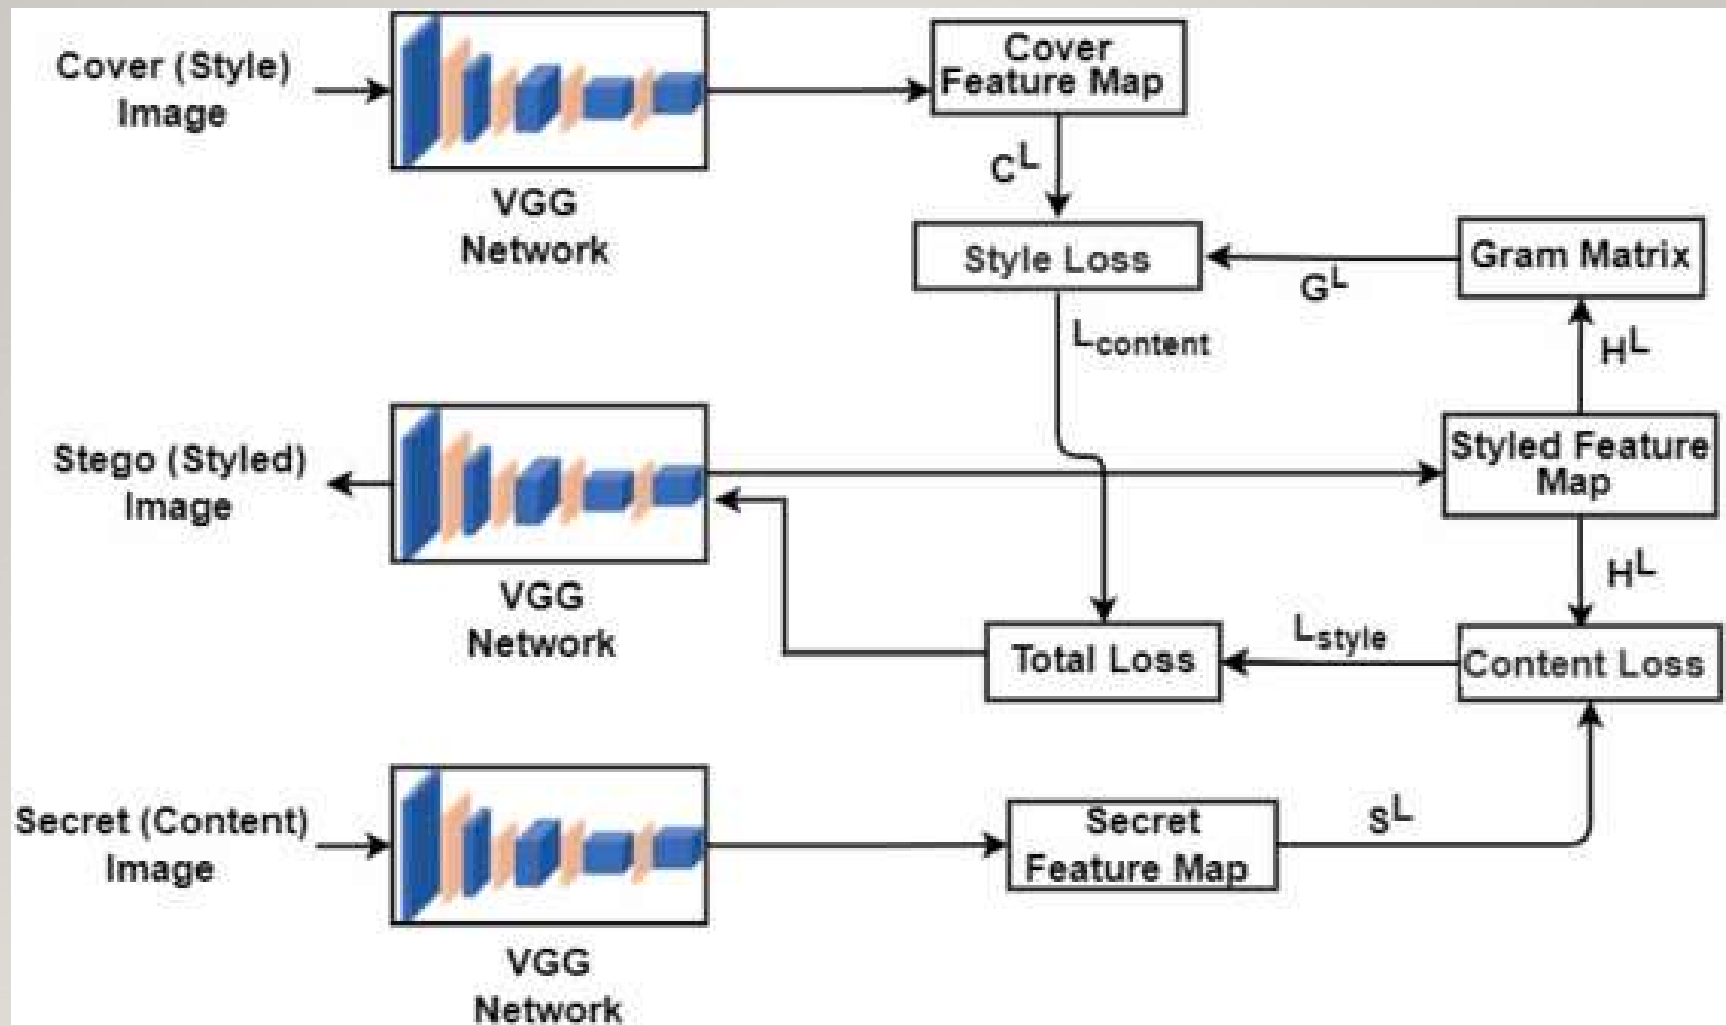 Cover (Style)
Image
VGG
Network
Cover
Feature Map
C^L
Style Loss
G^L
Gram Matrix
L_content
H^L
Stego (Styled)
Image
VGG
Network
Styled Feature
Map
H^L
Total Loss
L_style
Content Loss
Secret (Content)
Image
VGG
Network
Secret
Feature Map
S^L